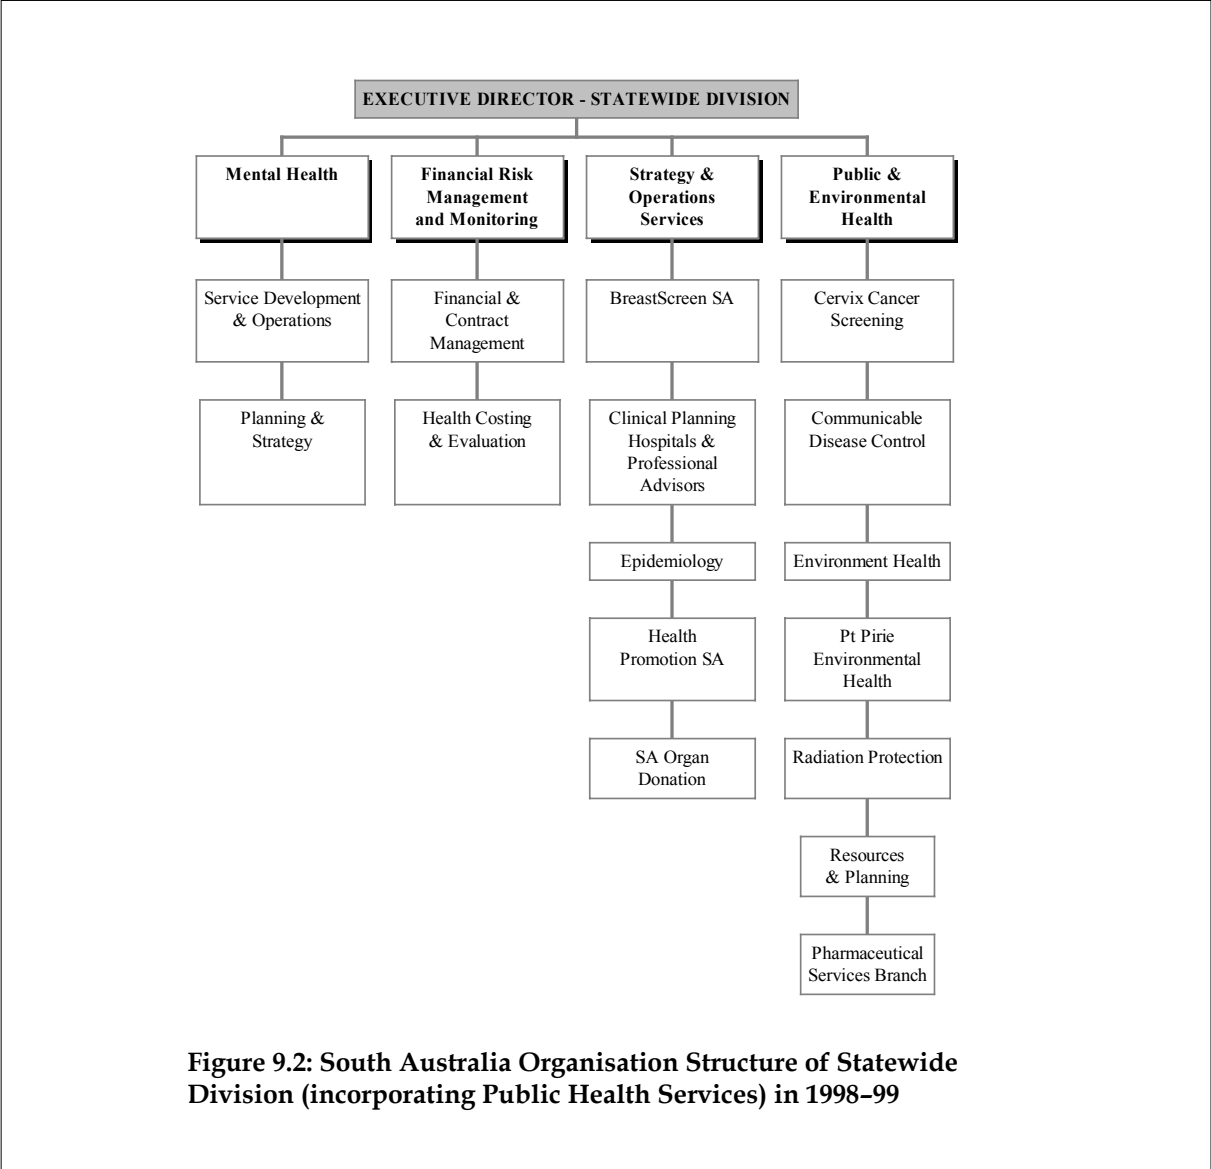 EXECUTIVE DIRECTOR - STATEWIDE DIVISION
Mental Health
Financial Risk
Management
and Monitoring
Strategy &
Operations
Services
Public &
Environmental
Health
Service Development
& Operations
Financial &
Contract
Management
BreastScreen SA
Cervix Cancer
Screening
Planning &
Strategy
Health Costing
& Evaluation
Clinical Planning
Hospitals &
Professional
Advisors
Communicable
Disease Control
Epidemiology
Environment Health
Health
Promotion SA
Pt Pirie
Environmental
Health
SA Organ
Donation
Radiation Protection
Resources
& Planning
Pharmaceutical
Services Branch
Figure 9.2: South Australia Organisation Structure of Statewide
Division (incorporating Public Health Services) in 1998–99